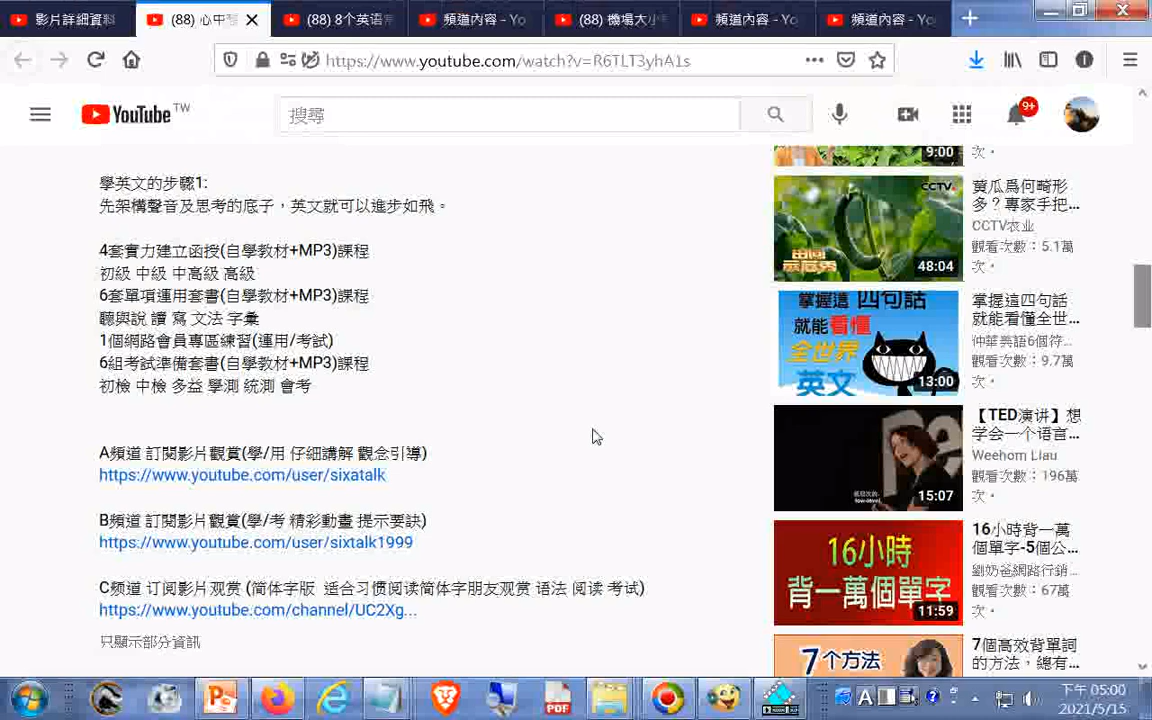 影片詳細資料
(88) 心中
(88) 8个英语
頻道內容 - Yo
(88) 機場大小
頻道內容 - Yo
頻道內容 - Yo
https://www.youtube.com/watch?v=R6TLT3yhA1s
YouTube TW
搜尋
9+
學英文的步驟1:
先架構聲音及思考的底子，英文就可以進步如飛。
4套實力建立函授(自學教材+MP3)課程
初級 中級 中高級 高級
6套單項運用套書(自學教材+MP3)課程
聽與說 讀 寫 文法 字彙
1個網路會員專區練習(運用/考試)
6組考試準備套書(自學教材+MP3)課程
初檢 中檢 多益 學測 統測 會考
A頻道 訂閱影片觀賞(學/用 仔細講解 觀念引導)
https://www.youtube.com/user/sixatalk
B頻道 訂閱影片觀賞(學/考 精彩動畫 提示要訣)
https://www.youtube.com/user/sixtalk1999
C频道 订阅影片观赏 (简体字版 适合习惯阅读简体字朋友观赏 语法 阅读 考试)
https://www.youtube.com/channel/UC2Xg...
只顯示部分資訊
9:00
次・
CCTV
48:04
黄瓜爲何畸形
多？專家手把...
CCTV农业
觀看次數：5.1萬
次・
掌握這四句話
就能看懂
全世界
英文
13:00
掌握這四句話
就能看懂全世...
仲華英語6個符...
觀看次數：9.7萬
次・
15:07
【TED演讲】想
学会一个语言...
Weehom Liau
觀看次數：196萬
次・
16小時
背一萬個單字
11:59
16小時背一萬
個單字-5個公...
劉奶爸網路行銷...
觀看次數：67萬
次・
7个方法
7個高效背單詞
的方法，總有...
PDF
A
下午 05:00
2021/5/15